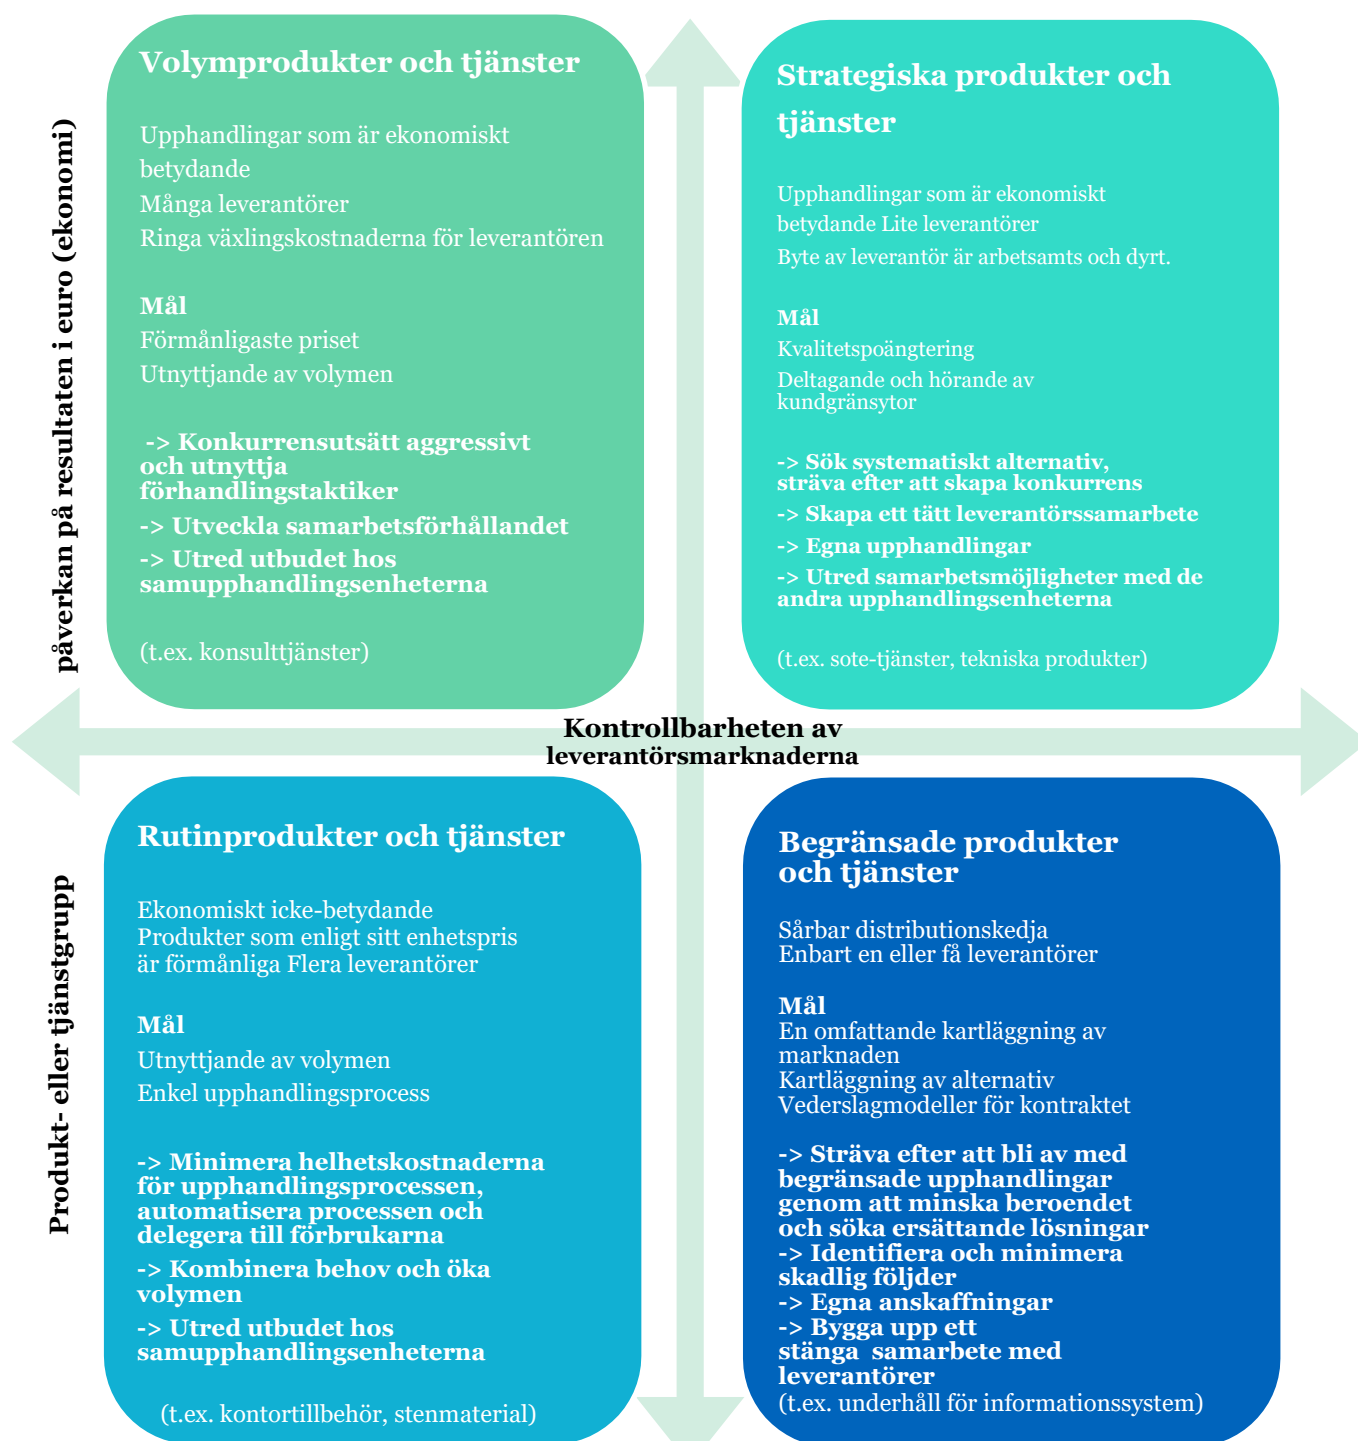 Volymprodukter och tjänster
Upphandlingar som är ekonomiskt
betydande
Många leverantörer
Ringa växlingskostnaderna för leverantören
Mål
Förmånligaste priset
Utnyttjande av volymen
-> Konkurrensutsätt aggressivt
och utnyttja
förhandlingstaktiker
-> Utveckla samarbetsförhållandet
-> Utred utbudet hos
samupphandlingsenheterna
(t.ex. konsulttjänster)
Strategiska produkter och
tjänster
Upphandlingar som är ekonomiskt
betydande Lite leverantörer
Byte av leverantör är arbetsamts och dyrt.
Mål
Kvalitetspoängtering
Deltagande och hörande av
kundgränsytor
-> Sök systematiskt alternativ,
sträva efter att skapa konkurrens
-> Skapa ett tätt leverantörssamarbete
-> Egna upphandlingar
-> Utred samarbetsmöjligheter med de
andra upphandlingsenheterna
(t.ex. sote-tjänster, tekniska produkter)
påverkan på resultaten i euro (ekonomi)
Kontrollbarheten av
leverantörsmarknaderna
Produkt- eller tjänstgrupp
Rutinprodukter och tjänster
Ekonomiskt icke-betydande
Produkter som enligt sitt enhetspris
är förmånliga Flera leverantörer
Mål
Utnyttjande av volymen
Enkel upphandlingsprocess
-> Minimera helhetskostnaderna
för upphandlingsprocessen,
automatisera processen och
delegera till förbrukarna
-> Kombinera behov och öka
volymen
-> Utred utbudet hos
samupphandlingsenheterna
(t.ex. kontortillbehör, stenmaterial)
Begränsade produkter
och tjänster
Sårbar distributionskedja
Enbart en eller få leverantörer
Mål
En omfattande kartläggning av
marknaden
Kartläggning av alternativ
Vederslagmodeller för kontraktet
-> Sträva efter att bli av med
begränsade upphandlingar
genom att minska beroendet
och söka ersättande lösningar
-> Identifiera och minimera
skadlig följder
-> Egna anskaffningar
-> Bygga upp ett
stänga samarbete med
leverantörer
(t.ex. underhåll för informationssystem)